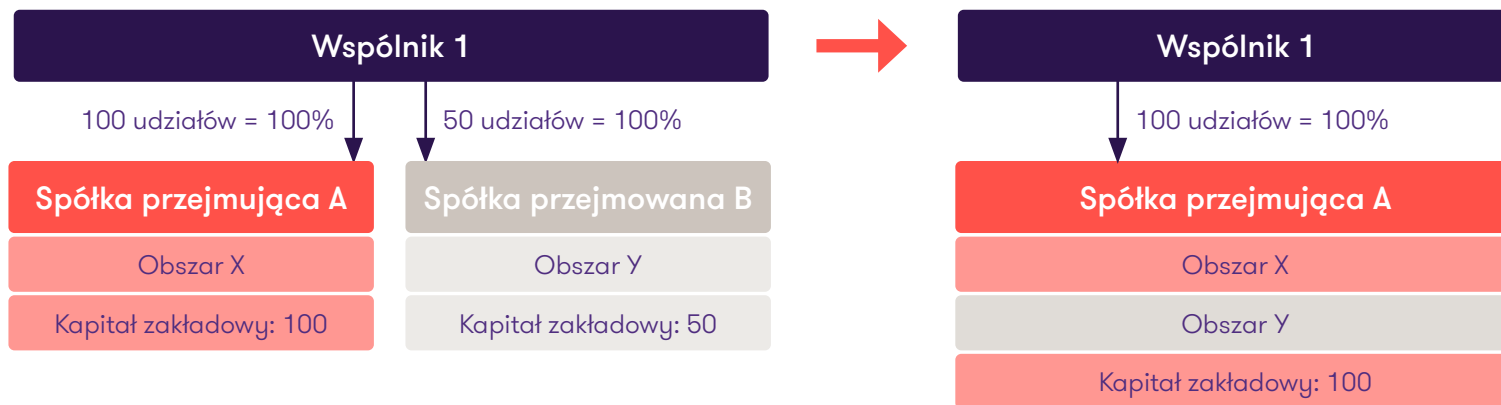 Wspólnik 1
100 udziałów = 100%
50 udziałów = 100%
Spółka przejmująca A
Spółka przejmowana B
Obszar X
Obszar Y
Kapitał zakładowy: 100
Kapitał zakładowy: 50
Wspólnik 1
100 udziałów = 100%
Spółka przejmująca A
Obszar X
Obszar Y
Kapitał zakładowy: 100